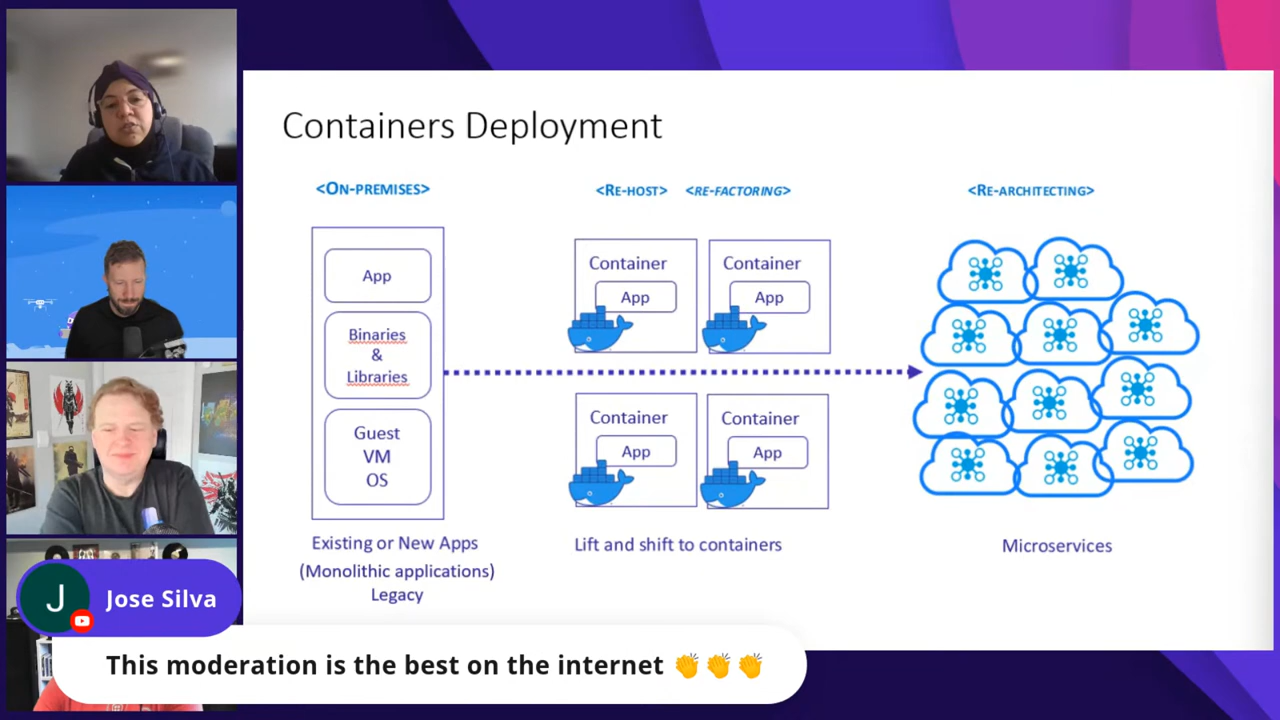 Containers Deployment
<On-premises>
<Re-host> <Re-factoring>
<Re-architecting>
App
Binaries
&
Libraries
Guest
VM
OS
Container
App
Container
App
Container
App
Container
App
Existing or New Apps
(Monolithic applications)
Legacy
Lift and shift to containers
Microservices
J
Jose Silva
This moderation is the best on the internet 👏👏👏